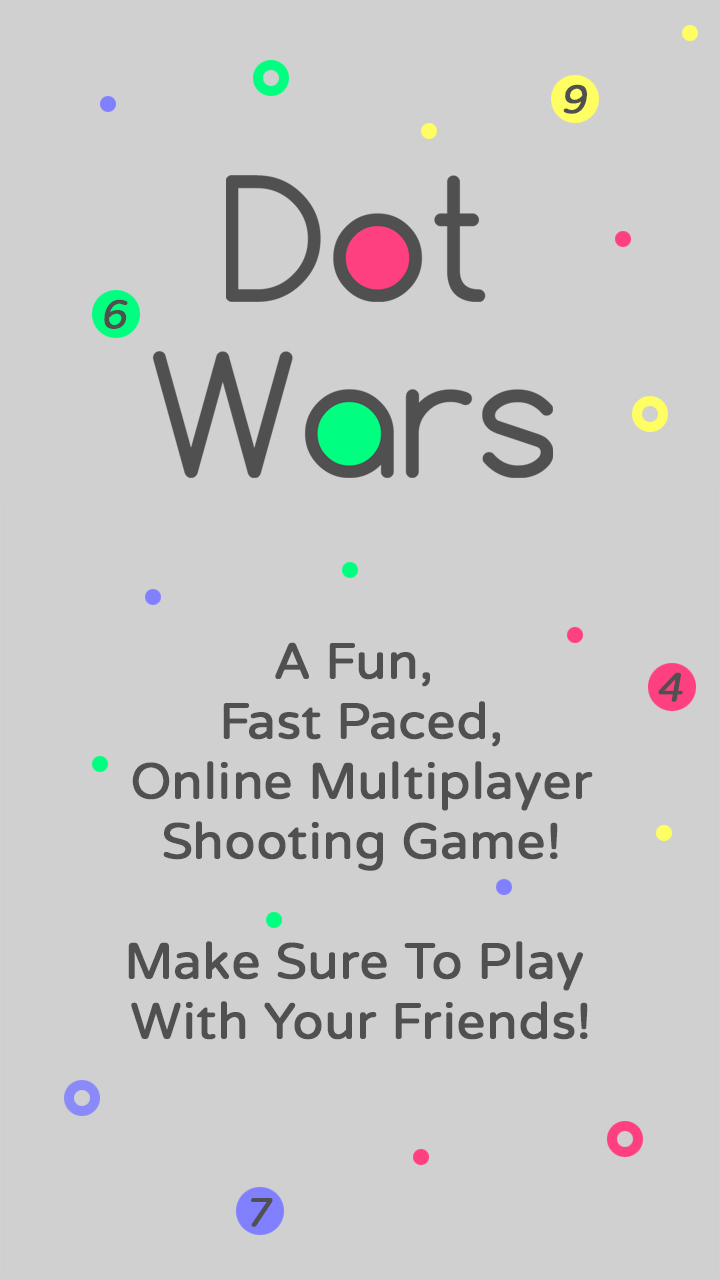 9
Dot
6
Wars
A Fun,
4
Fast Paced,
Online Multiplayer
Shooting Game!
Make Sure To Play
With Your Friends!
7